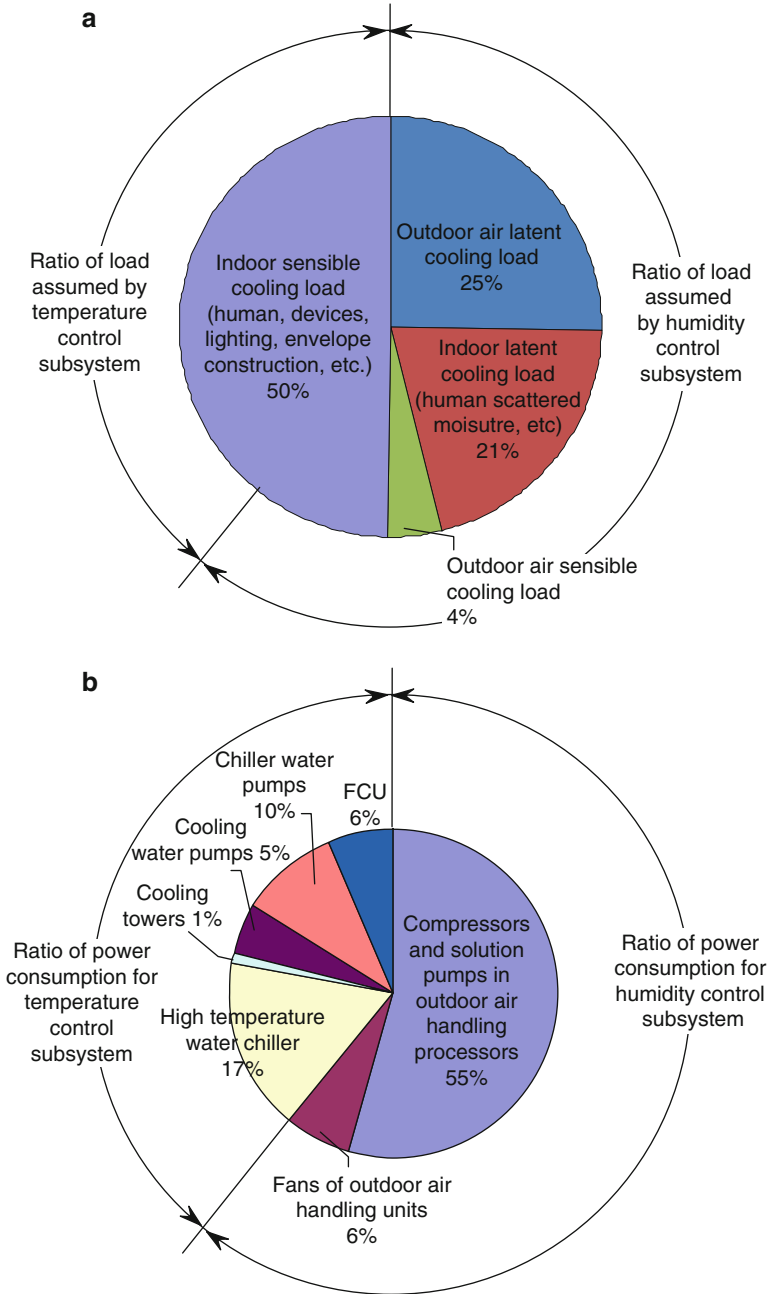 a
Outdoor air latent
cooling load
25%
Indoor sensible
cooling load
(human, devices,
lighting, envelope
construction, etc.)
50%
Ratio of load
assumed by
temperature
control
subsystem
Ratio of load
assumed
by humidity
control
subsystem
Indoor latent
cooling load
(human scattered
moisutre, etc)
21%
Outdoor air sensible
cooling load
4%
b
Chiller water
pumps
10%
FCU
6%
Cooling
water pumps 5%
Cooling
towers 1%
Compressors
and solution
pumps in
outdoor air
handling
processors
55%
Ratio of power
consumption for
temperature
control
subsystem
Ratio of power
consumption for
humidity control
subsystem
High temperature
water chiller
17%
Fans of outdoor air
handling units
6%